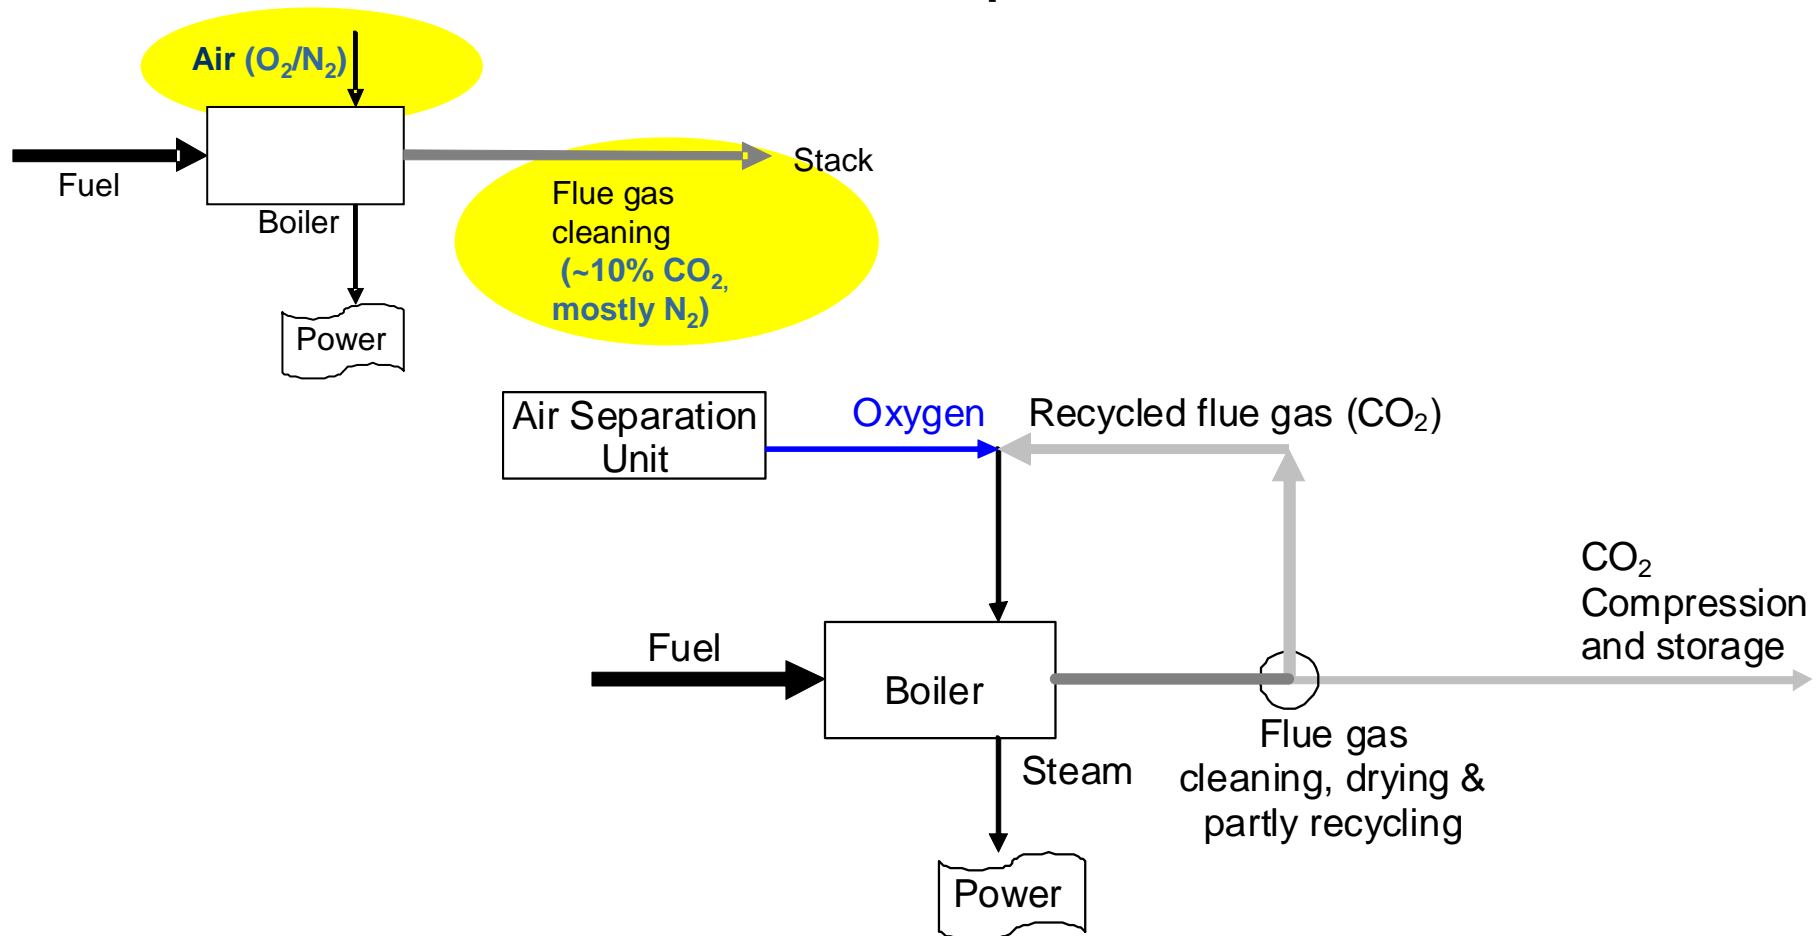 Air (O₂/N₂)
Fuel
Boiler
Stack
Flue gas
cleaning
(~10% CO₂,
mostly N₂)
Power
Air Separation
Unit
Oxygen
Recycled flue gas (CO₂)
Fuel
Boiler
Steam
Power
Flue gas
cleaning, drying &
partly recycling
CO₂
Compression
and storage